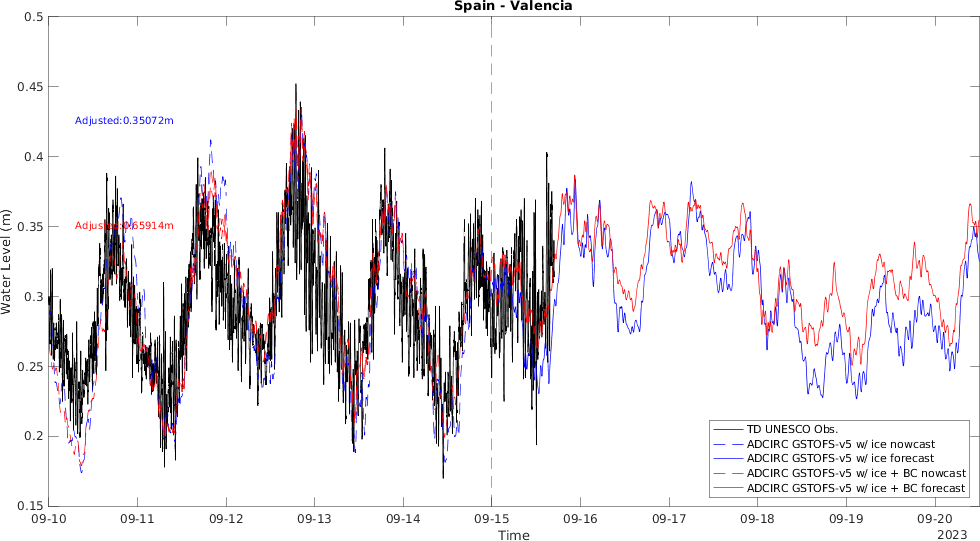 Spain - Valencia
0.5
0.45
0.4
0.35
0.3
0.25
0.2
0.15
Water Level (m)
Adjusted:0.35072m
Adjusted:0.65914m
TD UNESCO Obs.
ADCIRC GSTOFS-v5 w/ ice nowcast
ADCIRC GSTOFS-v5 w/ ice forecast
ADCIRC GSTOFS-v5 w/ ice + BC nowcast
ADCIRC GSTOFS-v5 w/ ice + BC forecast
09-10 09-11 09-12 09-13 09-14 09-15 09-16 09-17 09-18 09-19 09-20
Time
2023